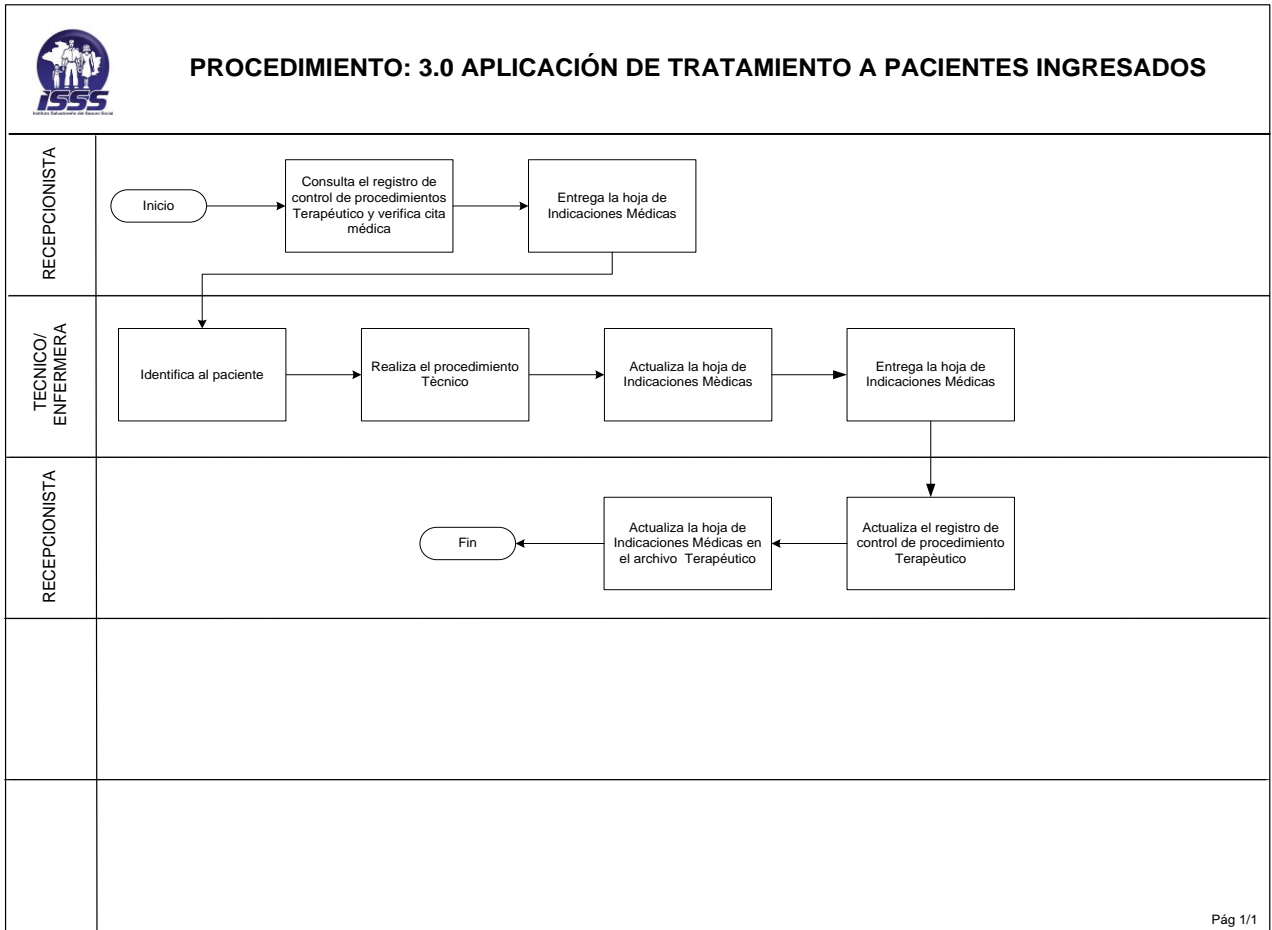 ISSS
Instituto Salvadoreño del Seguro Social
PROCEDIMIENTO: 3.0 APLICACIÓN DE TRATAMIENTO A PACIENTES INGRESADOS
RECEPCIONISTA
Inicio
Consulta el registro de
control de procedimientos
Terapéutico y verifica cita
médica
Entrega la hoja de
Indicaciones Médicas
TECNICO/
ENFERMERA
Identifica al paciente
Realiza el procedimiento
Tècnico
Actualiza la hoja de
Indicaciones Mèdicas
Entrega la hoja de
Indicaciones Médicas
RECEPCIONISTA
Actualiza el registro de
control de procedimiento
Terapèutico
Actualiza la hoja de
Indicaciones Médicas en
el archivo  Terapéutico
Fin
Pág 1/1